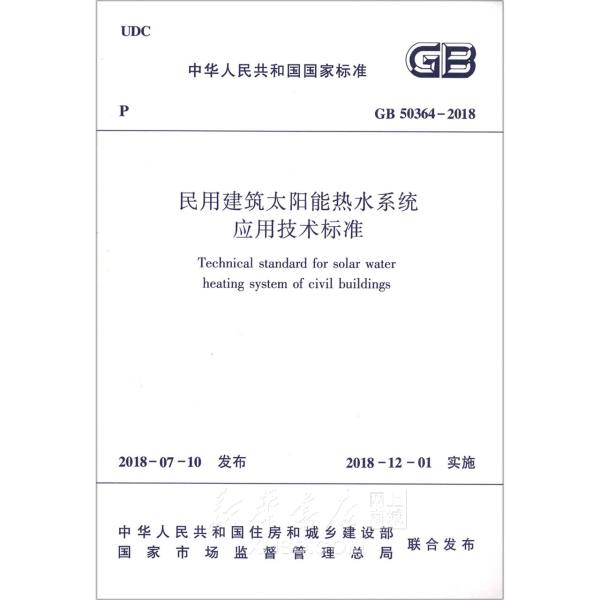 UDC
中华人民共和国国家标准
GB
P
GB 50364-2018
民用建筑太阳能热水系统
应用技术标准
Technical standard for solar water
heating system of civil buildings
2018-07-10 发布
2018-12-01 实施
新华书店
网上商城
中华人民共和国住房和城乡建设部
国家市场监督管理总局
联合发布